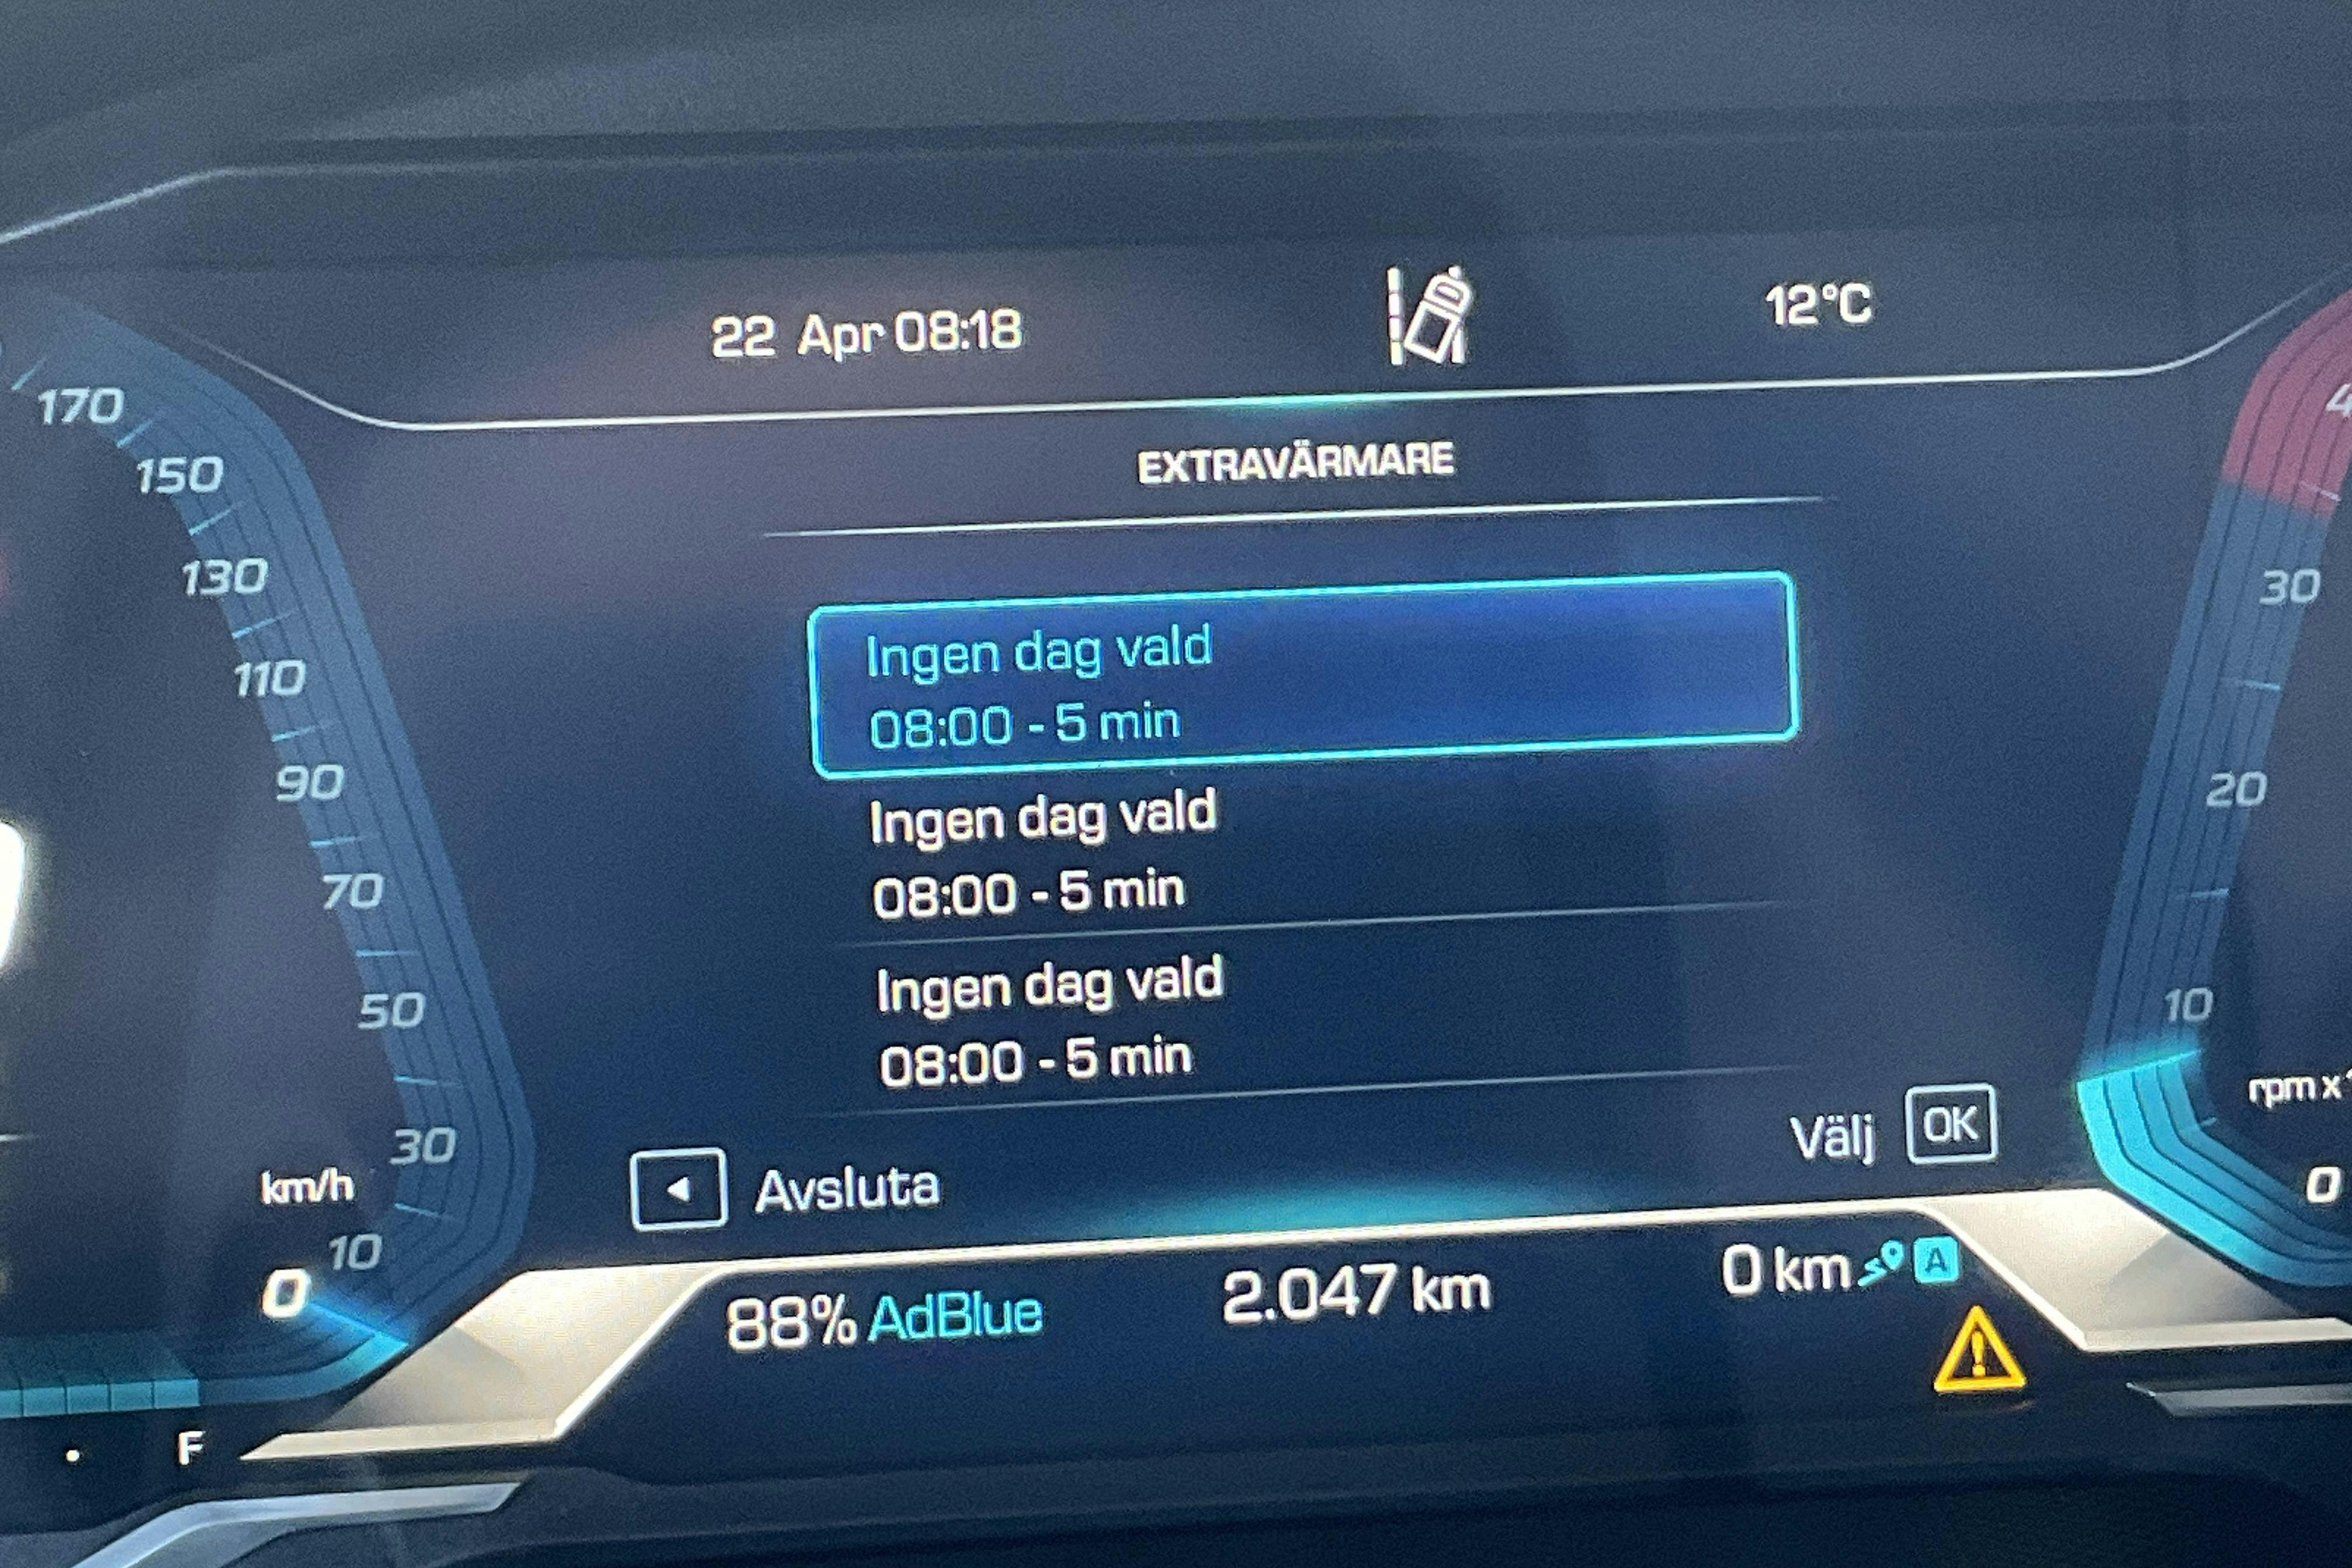 22 Apr 08:18
12°C
EXTRAVÄRMARE
Ingen dag vald
08:00 - 5 min
Ingen dag vald
08:00 - 5 min
Ingen dag vald
08:00 - 5 min
Avsluta
Välj OK
88% AdBlue
2.047 km
0 km A
170
150
130
110
90
70
50
30
10
0
km/h
F
30
20
10
0
rpm x